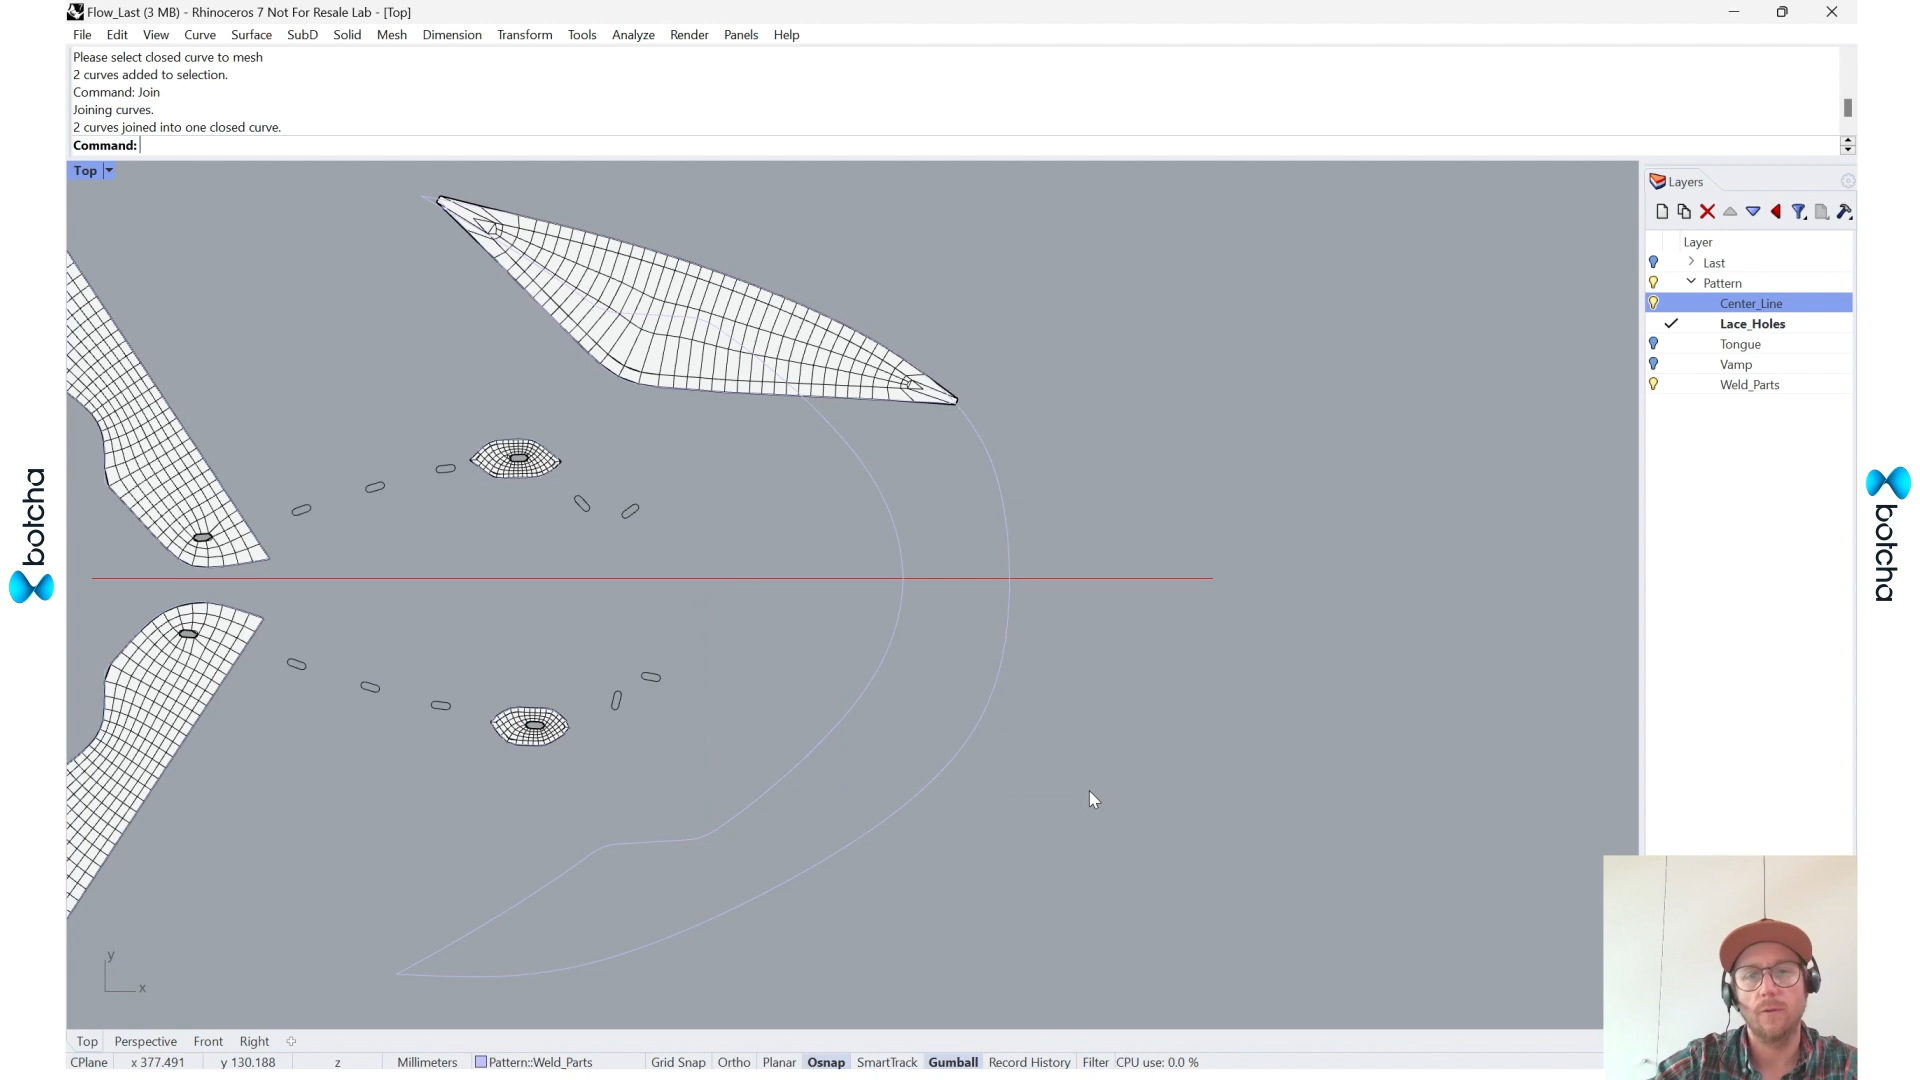 Flow_Last (3 MB) - Rhinoceros 7 Not For Resale Lab - [Top]
File Edit View Curve Surface SubD Solid Mesh Dimension Transform Tools Analyze Render Panels Help
Please select closed curve to mesh
2 curves added to selection.
Command: Join
Joining curves.
2 curves joined into one closed curve.
Command:
Top
Layers
Layer
Last
Pattern
Center_Line
Lace_Holes
Tongue
Vamp
Weld_Parts
botcha
botcha
y
x
Top Perspective Front Right
CPlane x 377.491 y 130.188 z Millimeters Pattern::Weld_Parts Grid Snap Ortho Planar Osnap SmartTrack Gumball Record History Filter CPU use: 0.0 %